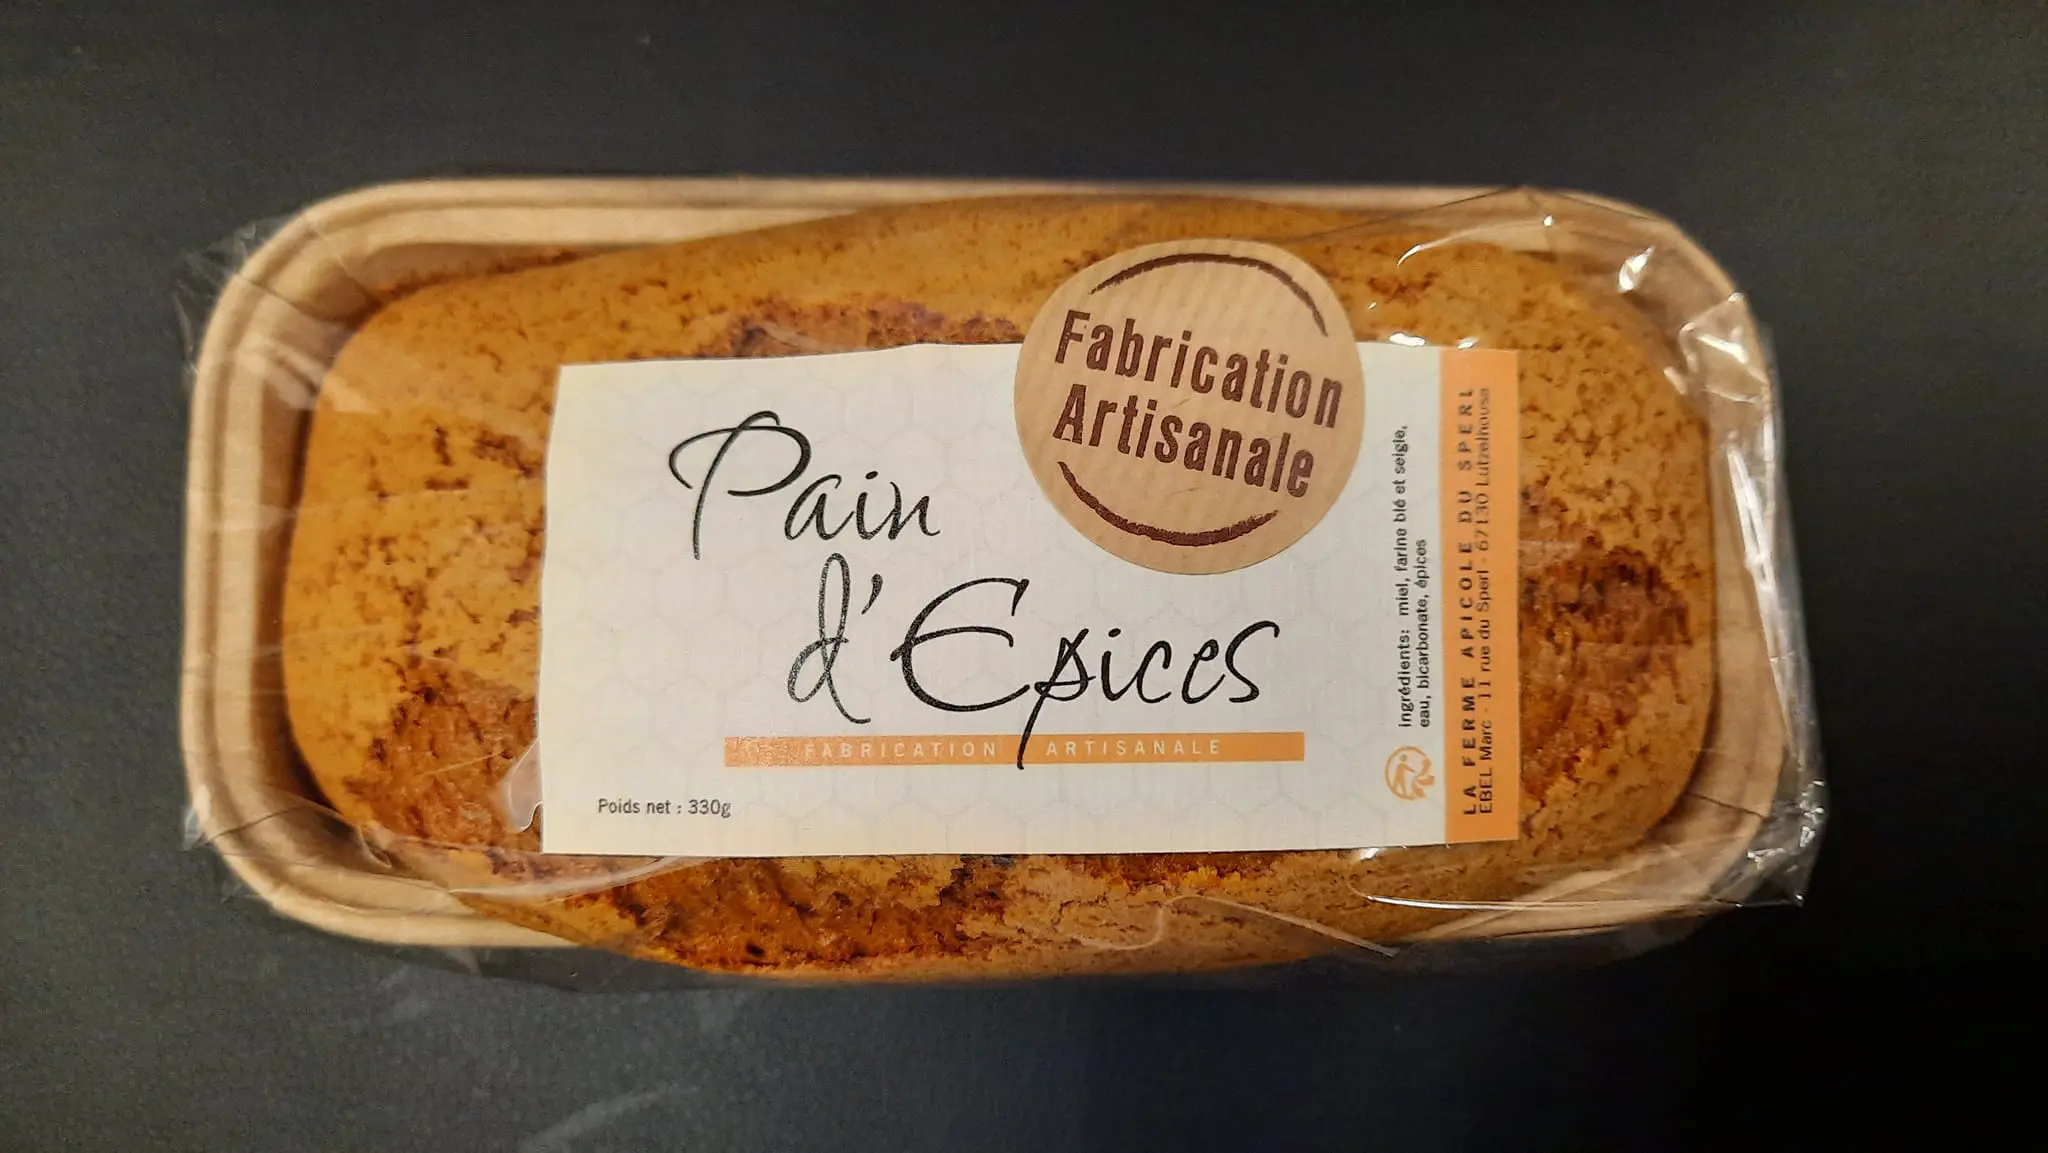 Pain
d'Epices
FABRICATION ARTISANALE
Poids net : 330g
Fabrication
Artisanale
ingrédients: miel, farine blé et seigle,
eau, bicarbonate, épices
LA FERME APICOLE DU SPERL
EBEL Marc - 11 rue du Sperl - 67130 Lutzelhouse